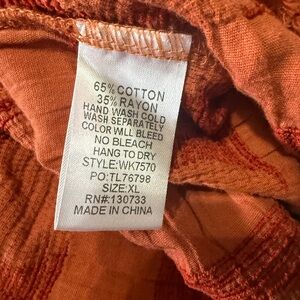 65% COTTON
35% RAYON
HAND WASH COLD
WASH SEPARATELY
COLOR WILL BLEED
NO BLEACH
HANG TO DRY
STYLE:WK7570
PO:TL76798
SIZE:XL
RN#:130733
MADE IN CHINA